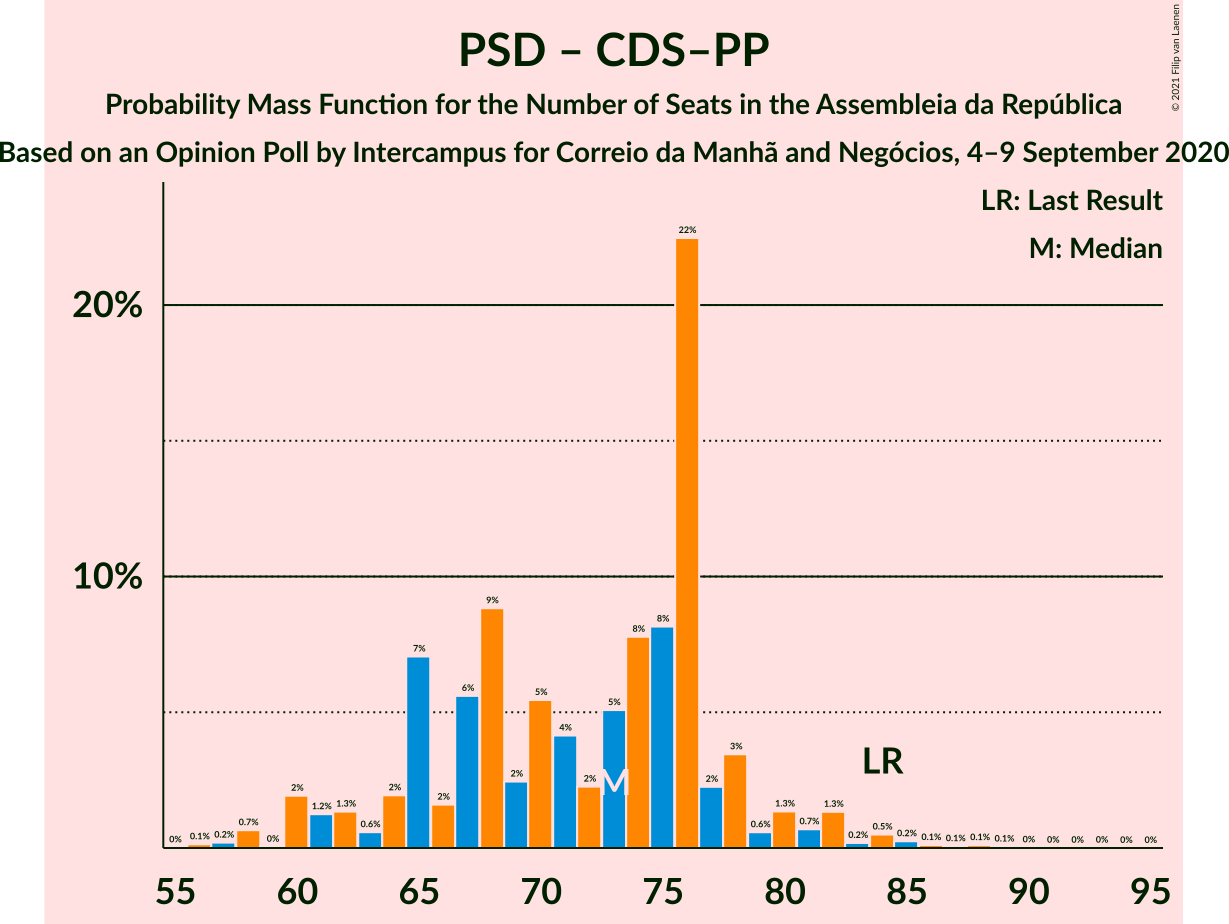 PSD – CDS–PP
Probability Mass Function for the Number of Seats in the Assembleia da República
Based on an Opinion Poll by Intercampus for Correio da Manhã and Negócios, 4–9 September 2020
© 2021 Filip van Laenen
LR: Last Result
M: Median
20%
10%
0% 0.1% 0.2% 0.7% 0% 2% 1.2% 1.3% 0.6% 2% 7% 2% 6% 9% 2% 5% 4% 2% 5% 8% 8% 22% 2% 3% 0.6% 1.3% 0.7% 1.3% 0.2% 0.5% 0.2% 0.1% 0.1% 0.1% 0.1% 0% 0% 0% 0% 0% 0%
M
LR
55 60 65 70 75 80 85 90 95